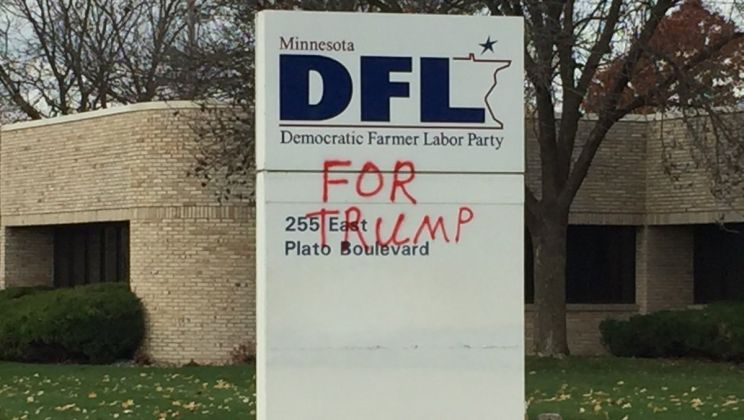 Minnesota
DFL
Democratic Farmer Labor Party
FOR
TRUMP
255 East
Plato Boulevard